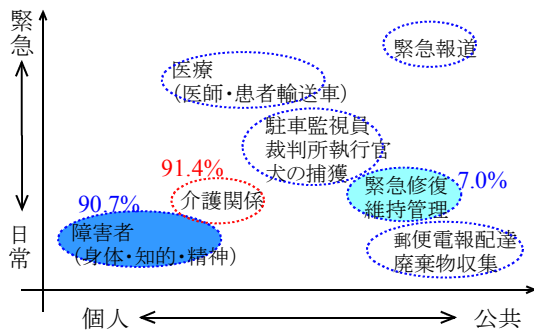 緊急
緊急報道
医療
(医師・患者輸送車)
駐車監視員
裁判所執行官
犬の捕獲
91.4%
介護関係
緊急修復
維持管理
7.0%
90.7%
障害者
(身体・知的・精神)
郵便電報配達
廃棄物収集
日常
個人
公共